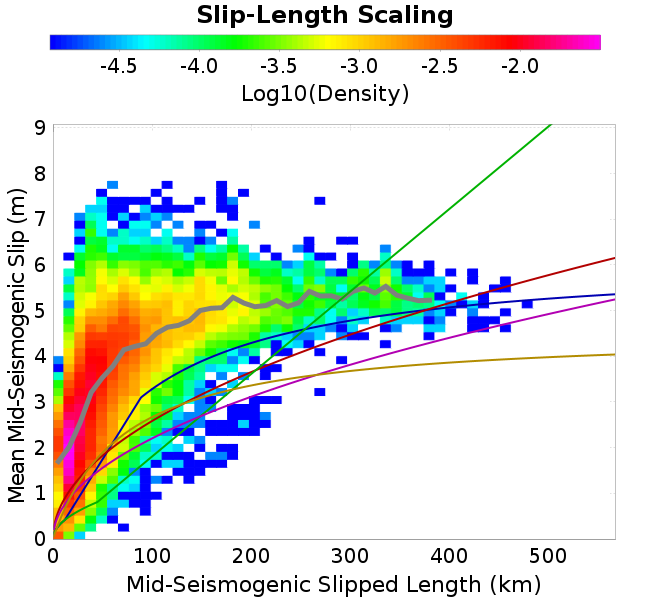 Slip-Length Scaling
-4.5 -4.0 -3.5 -3.0 -2.5 -2.0
Log10(Density)
Mean Mid-Seismogenic Slip (m)
9
8
7
6
5
4
3
2
1
0
0 100 200 300 400 500
Mid-Seismogenic Slipped Length (km)